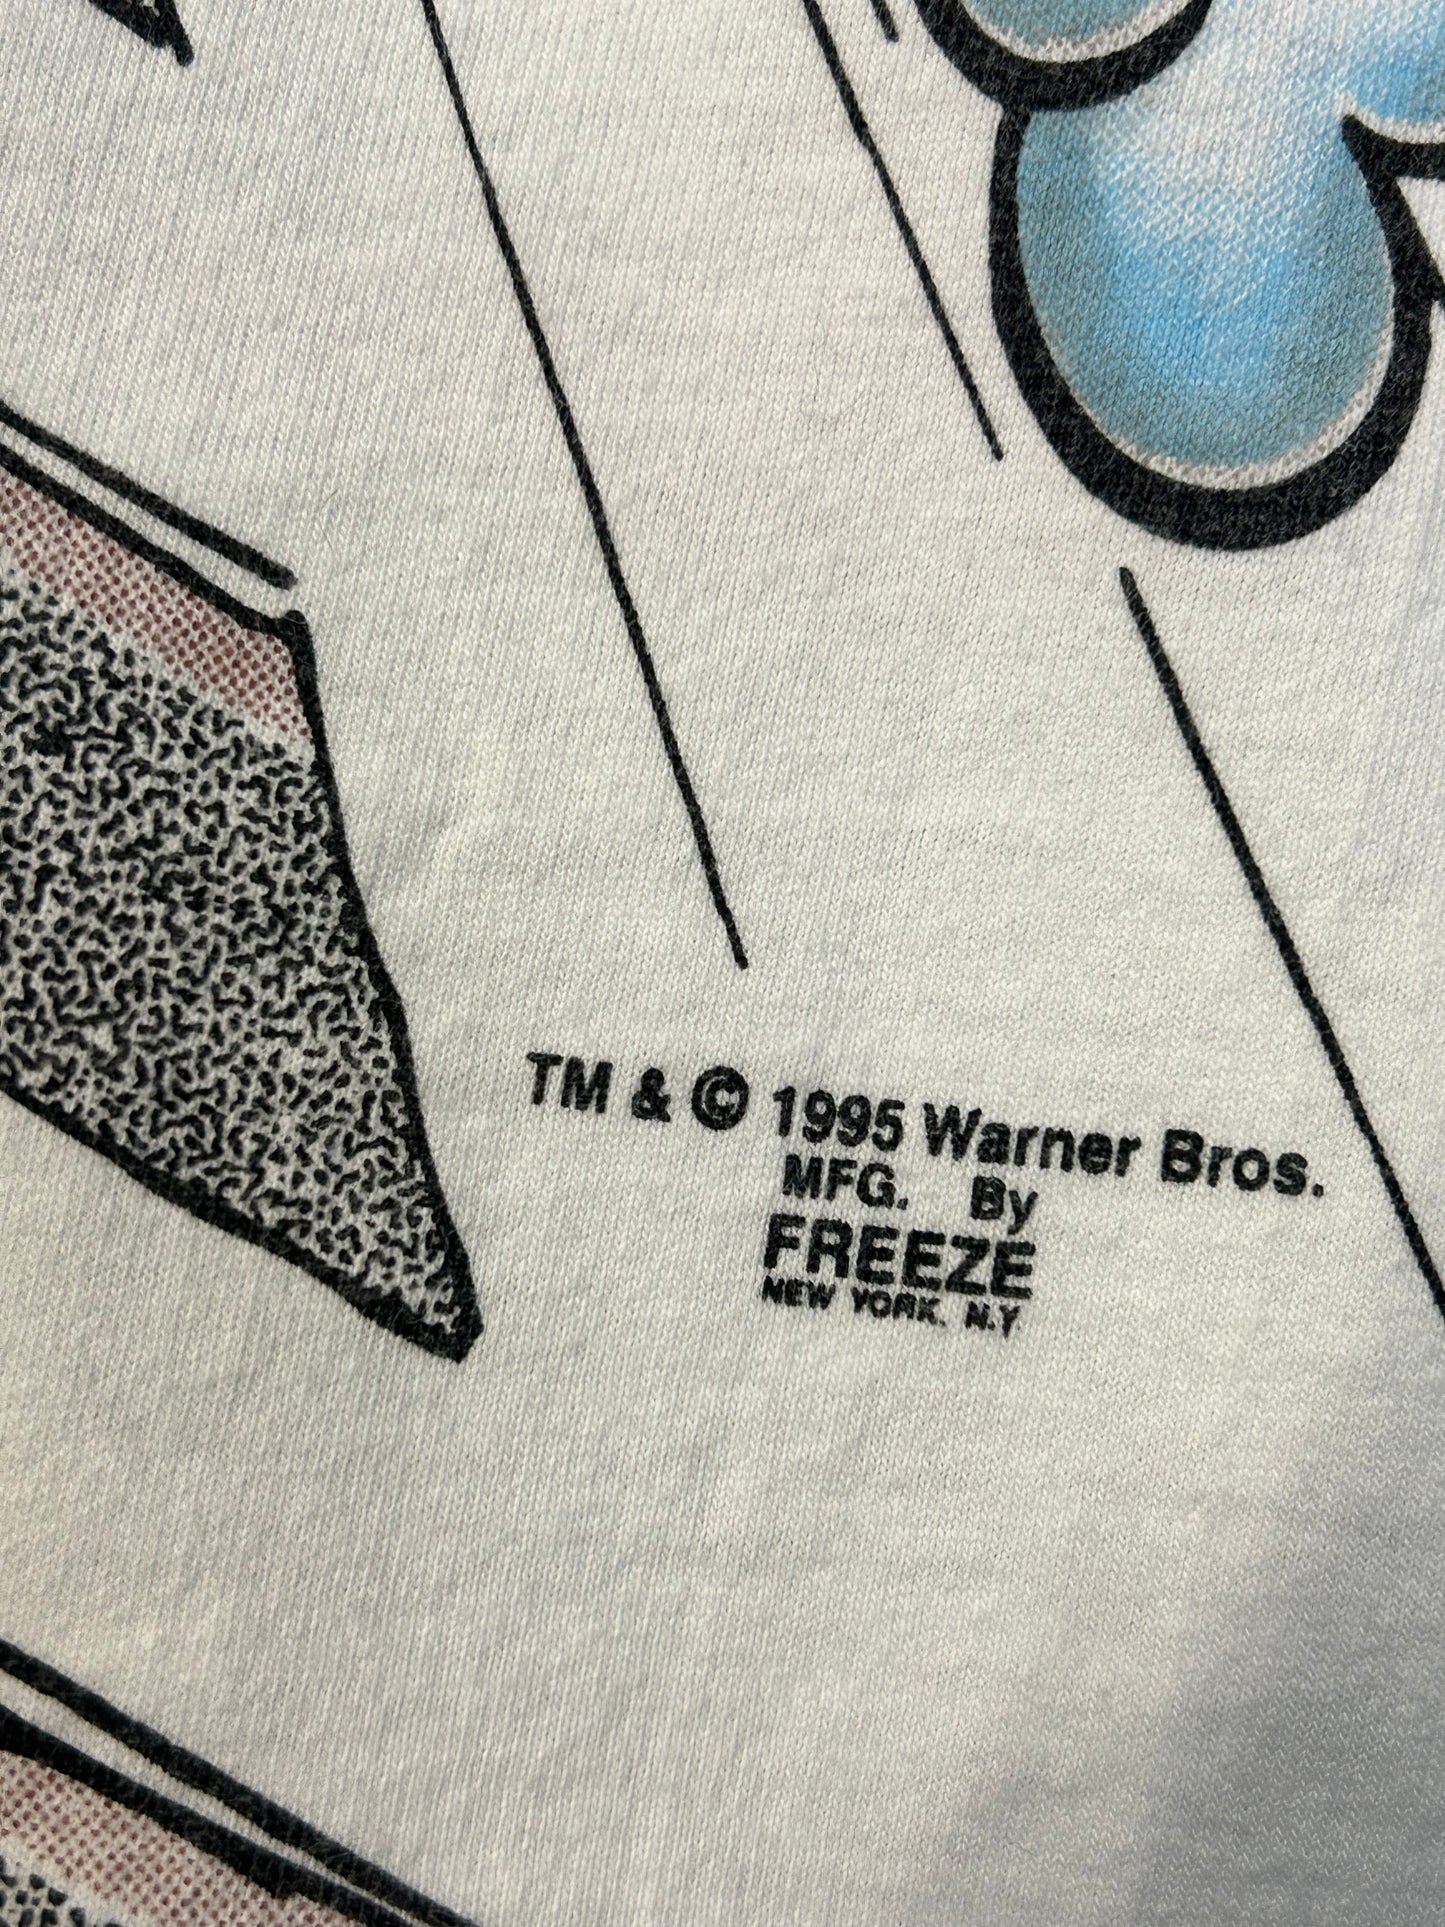 TM & © 1995 Warner Bros.
MFG. By
FREEZE
NEW YORK, N.Y